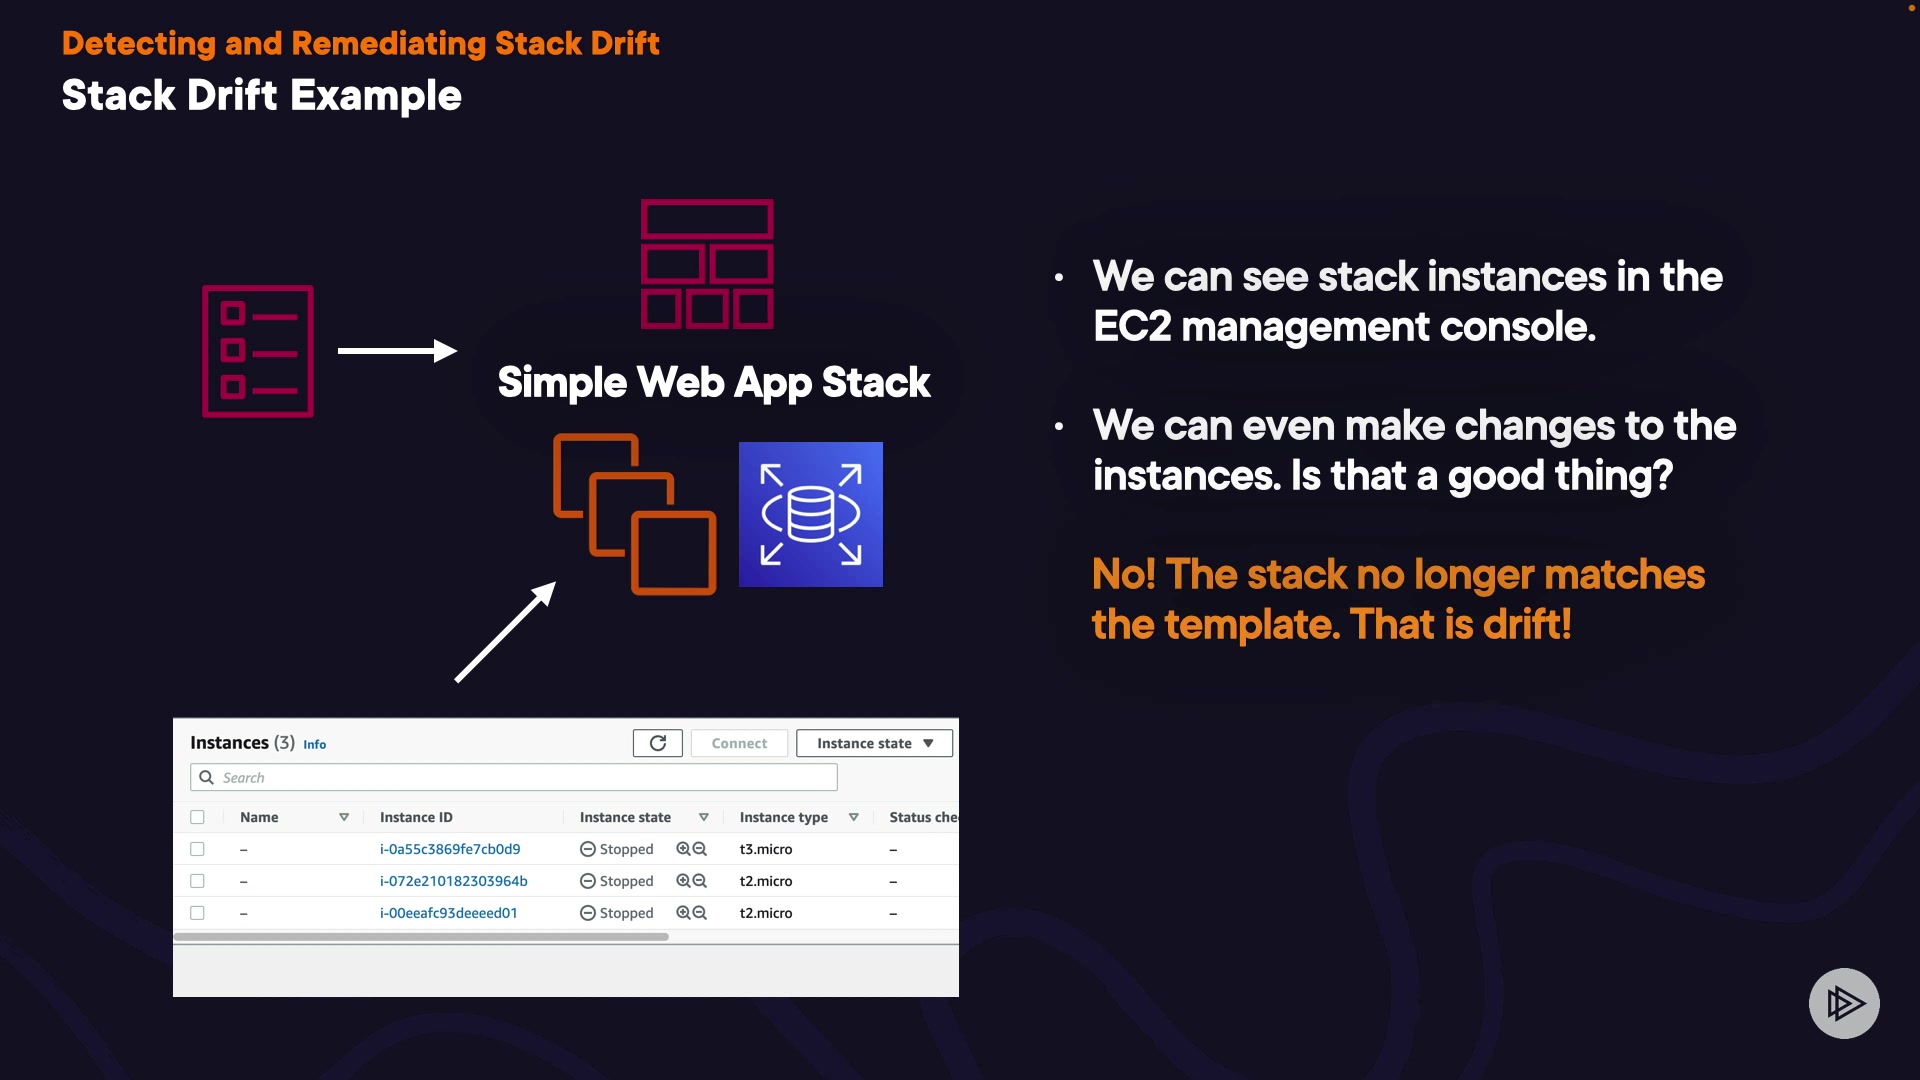 Detecting and Remediating Stack Drift
Stack Drift Example
Simple Web App Stack
• We can see stack instances in the
EC2 management console.
• We can even make changes to the
instances. Is that a good thing?
No! The stack no longer matches
the template. That is drift!
Instances (3) Info
Connect
Instance state
Search
Name Instance ID Instance state Instance type Status che
– i-0a55c3869fe7cb0d9 Stopped t3.micro –
– i-072e210182303964b Stopped t2.micro –
– i-00eeafc93deeeed01 Stopped t2.micro –